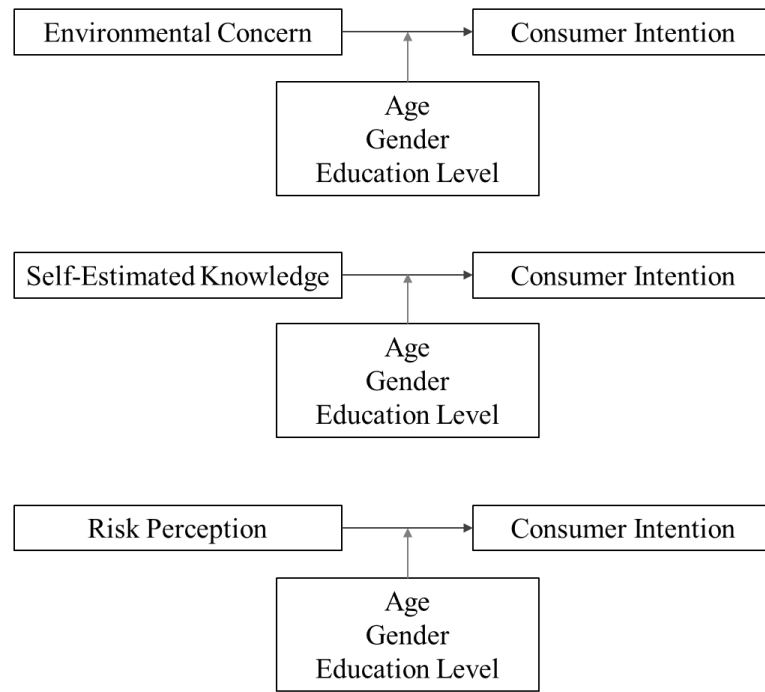 Environmental Concern
Consumer Intention
Age
Gender
Education Level
Self-Estimated Knowledge
Consumer Intention
Age
Gender
Education Level
Risk Perception
Consumer Intention
Age
Gender
Education Level